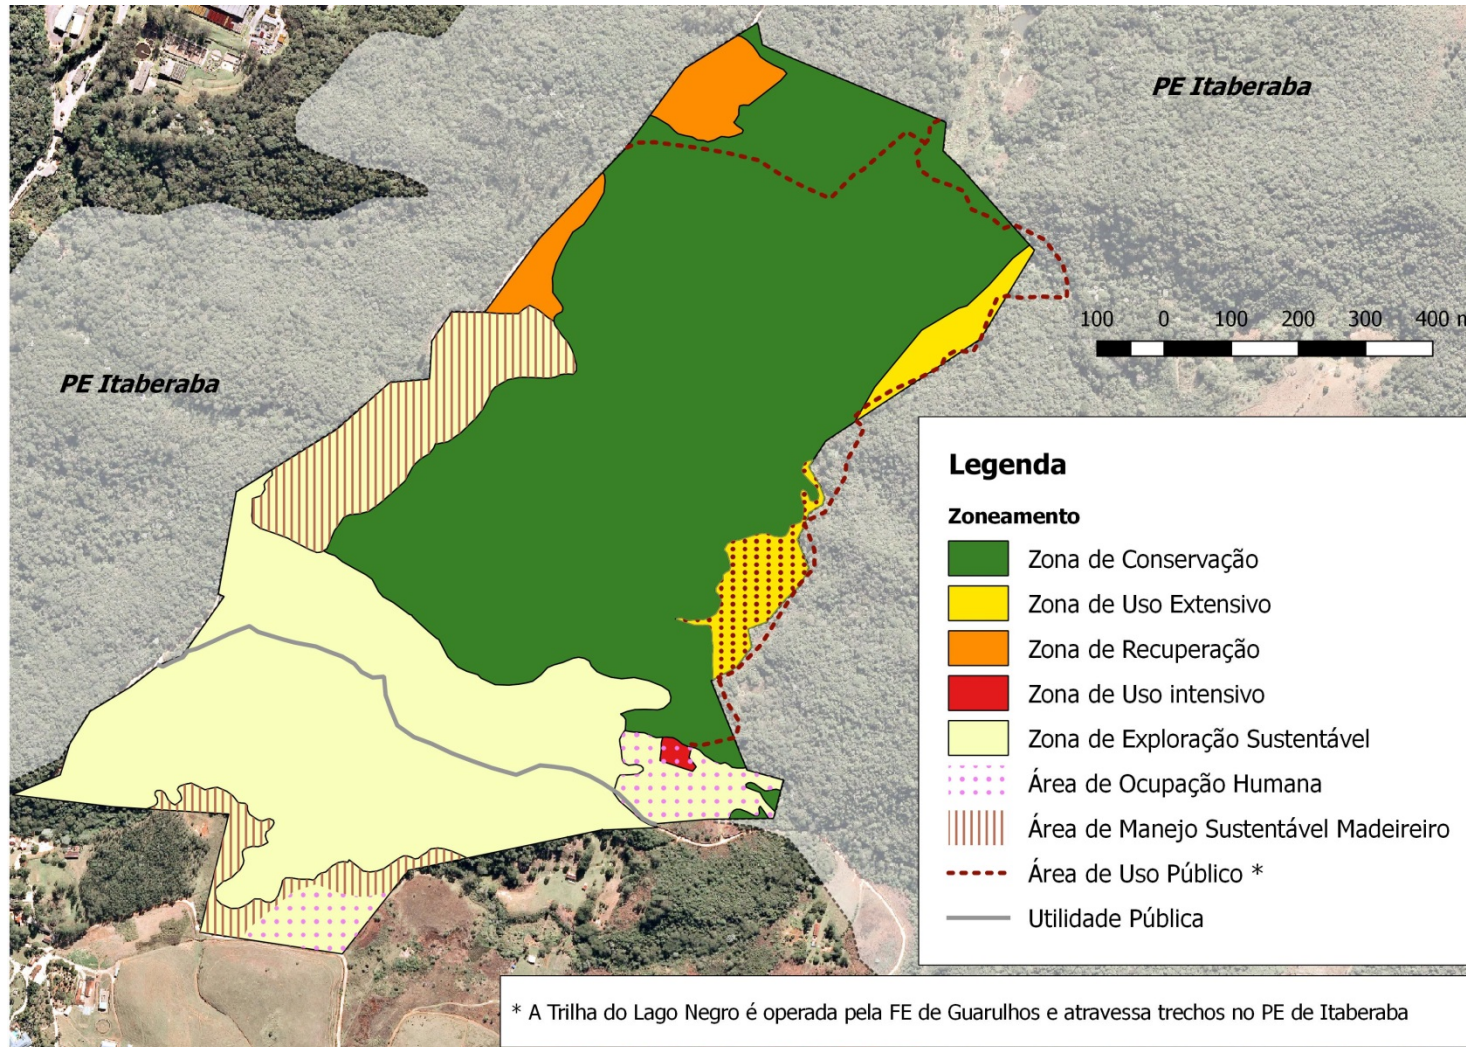 PE Itaberaba
100 0 100 200 300 400 m
PE Itaberaba
Legenda
Zoneamento
Zona de Conservação
Zona de Uso Extensivo
Zona de Recuperação
Zona de Uso intensivo
Zona de Exploração Sustentável
Área de Ocupação Humana
Área de Manejo Sustentável Madeireiro
Área de Uso Público *
Utilidade Pública
* A Trilha do Lago Negro é operada pela FE de Guarulhos e atravessa trechos no PE de Itaberaba